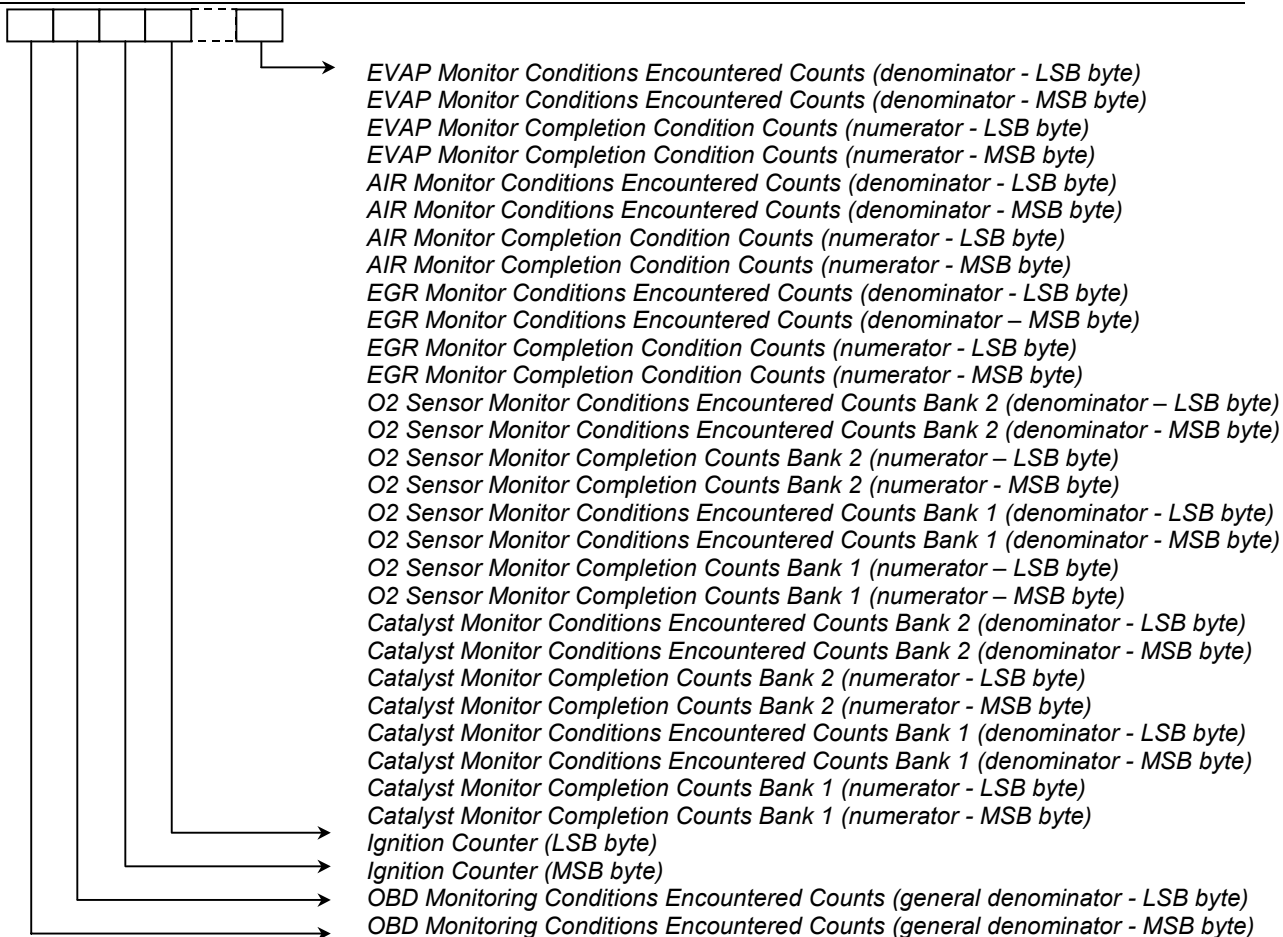 EVAP Monitor Conditions Encountered Counts (denominator - LSB byte)
EVAP Monitor Conditions Encountered Counts (denominator - MSB byte)
EVAP Monitor Completion Condition Counts (numerator - LSB byte)
EVAP Monitor Completion Condition Counts (numerator - MSB byte)
AIR Monitor Conditions Encountered Counts (denominator - LSB byte)
AIR Monitor Conditions Encountered Counts (denominator - MSB byte)
AIR Monitor Completion Condition Counts (numerator - LSB byte)
AIR Monitor Completion Condition Counts (numerator - MSB byte)
EGR Monitor Conditions Encountered Counts (denominator - LSB byte)
EGR Monitor Conditions Encountered Counts (denominator – MSB byte)
EGR Monitor Completion Condition Counts (numerator - LSB byte)
EGR Monitor Completion Condition Counts (numerator - MSB byte)
O2 Sensor Monitor Conditions Encountered Counts Bank 2 (denominator – LSB byte)
O2 Sensor Monitor Conditions Encountered Counts Bank 2 (denominator - MSB byte)
O2 Sensor Monitor Completion Counts Bank 2 (numerator – LSB byte)
O2 Sensor Monitor Completion Counts Bank 2 (numerator - MSB byte)
O2 Sensor Monitor Conditions Encountered Counts Bank 1 (denominator - LSB byte)
O2 Sensor Monitor Conditions Encountered Counts Bank 1 (denominator - MSB byte)
O2 Sensor Monitor Completion Counts Bank 1 (numerator – LSB byte)
O2 Sensor Monitor Completion Counts Bank 1 (numerator – MSB byte)
Catalyst Monitor Conditions Encountered Counts Bank 2 (denominator - LSB byte)
Catalyst Monitor Conditions Encountered Counts Bank 2 (denominator - MSB byte)
Catalyst Monitor Completion Counts Bank 2 (numerator - LSB byte)
Catalyst Monitor Completion Counts Bank 2 (numerator - MSB byte)
Catalyst Monitor Conditions Encountered Counts Bank 1 (denominator - LSB byte)
Catalyst Monitor Conditions Encountered Counts Bank 1 (denominator - MSB byte)
Catalyst Monitor Completion Counts Bank 1 (numerator - LSB byte)
Catalyst Monitor Completion Counts Bank 1 (numerator - MSB byte)
Ignition Counter (LSB byte)
Ignition Counter (MSB byte)
OBD Monitoring Conditions Encountered Counts (general denominator - LSB byte)
OBD Monitoring Conditions Encountered Counts (general denominator - MSB byte)